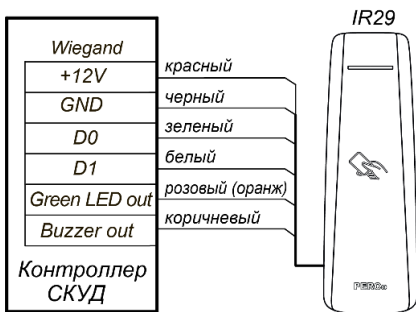 IR29
Wiegand
+12V красный
GND черный
D0 зеленый
D1 белый
Green LED out розовый (оранж)
Buzzer out коричневый
Контроллер
СКУД
PERCo